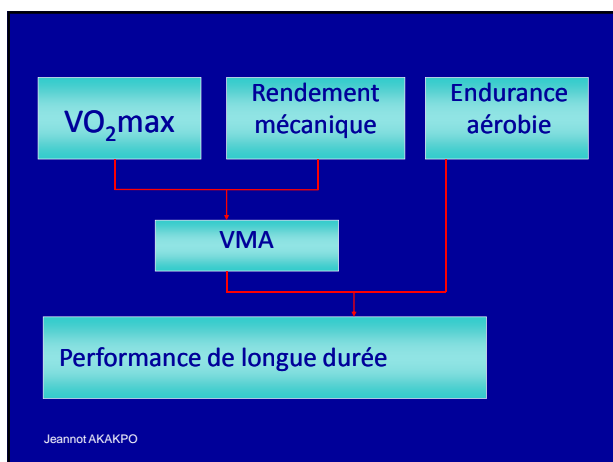 VO₂max
Rendement
mécanique
Endurance
aérobie
VMA
Performance de longue durée
Jeannot AKAKPO